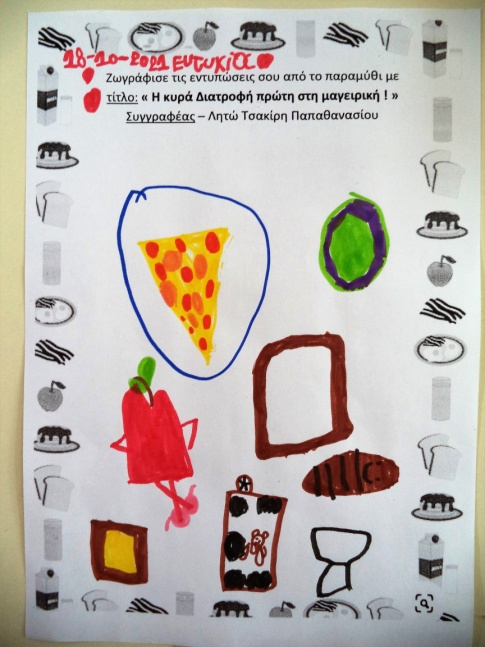 18-10-2021 ΕυτυΚίΑ
Ζωγράφισε τις εντυπώσεις σου από το παραμύθι με
τίτλο: « Η κυρά Διατροφή πρώτη στη μαγειρική ! »
Συγγραφέας – Λητώ Τσακίρη Παπαθανασίου